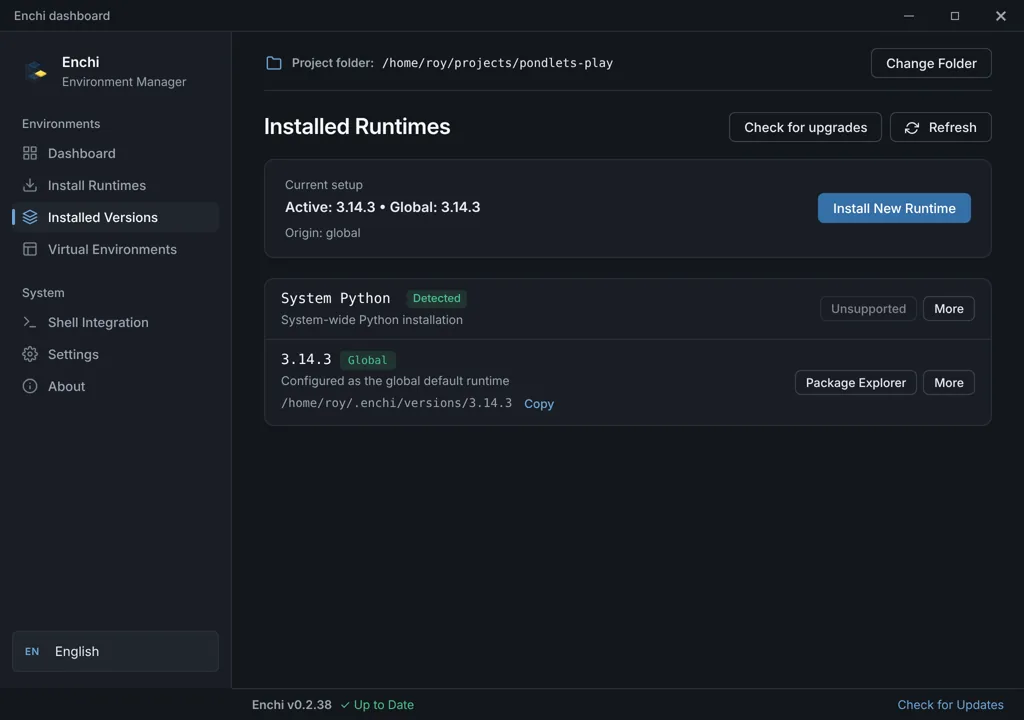 Enchi dashboard
Enchi
Environment Manager
Environments
Dashboard
Install Runtimes
Installed Versions
Virtual Environments
System
Shell Integration
Settings
About
EN English
Project folder: /home/roy/projects/pondlets-play
Change Folder
Installed Runtimes
Check for upgrades
Refresh
Current setup
Active: 3.14.3 • Global: 3.14.3
Origin: global
Install New Runtime
System Python Detected
System-wide Python installation
Unsupported
More
3.14.3 Global
Configured as the global default runtime
/home/roy/.enchi/versions/3.14.3 Copy
Package Explorer
More
Enchi v0.2.38 ✓ Up to Date
Check for Updates